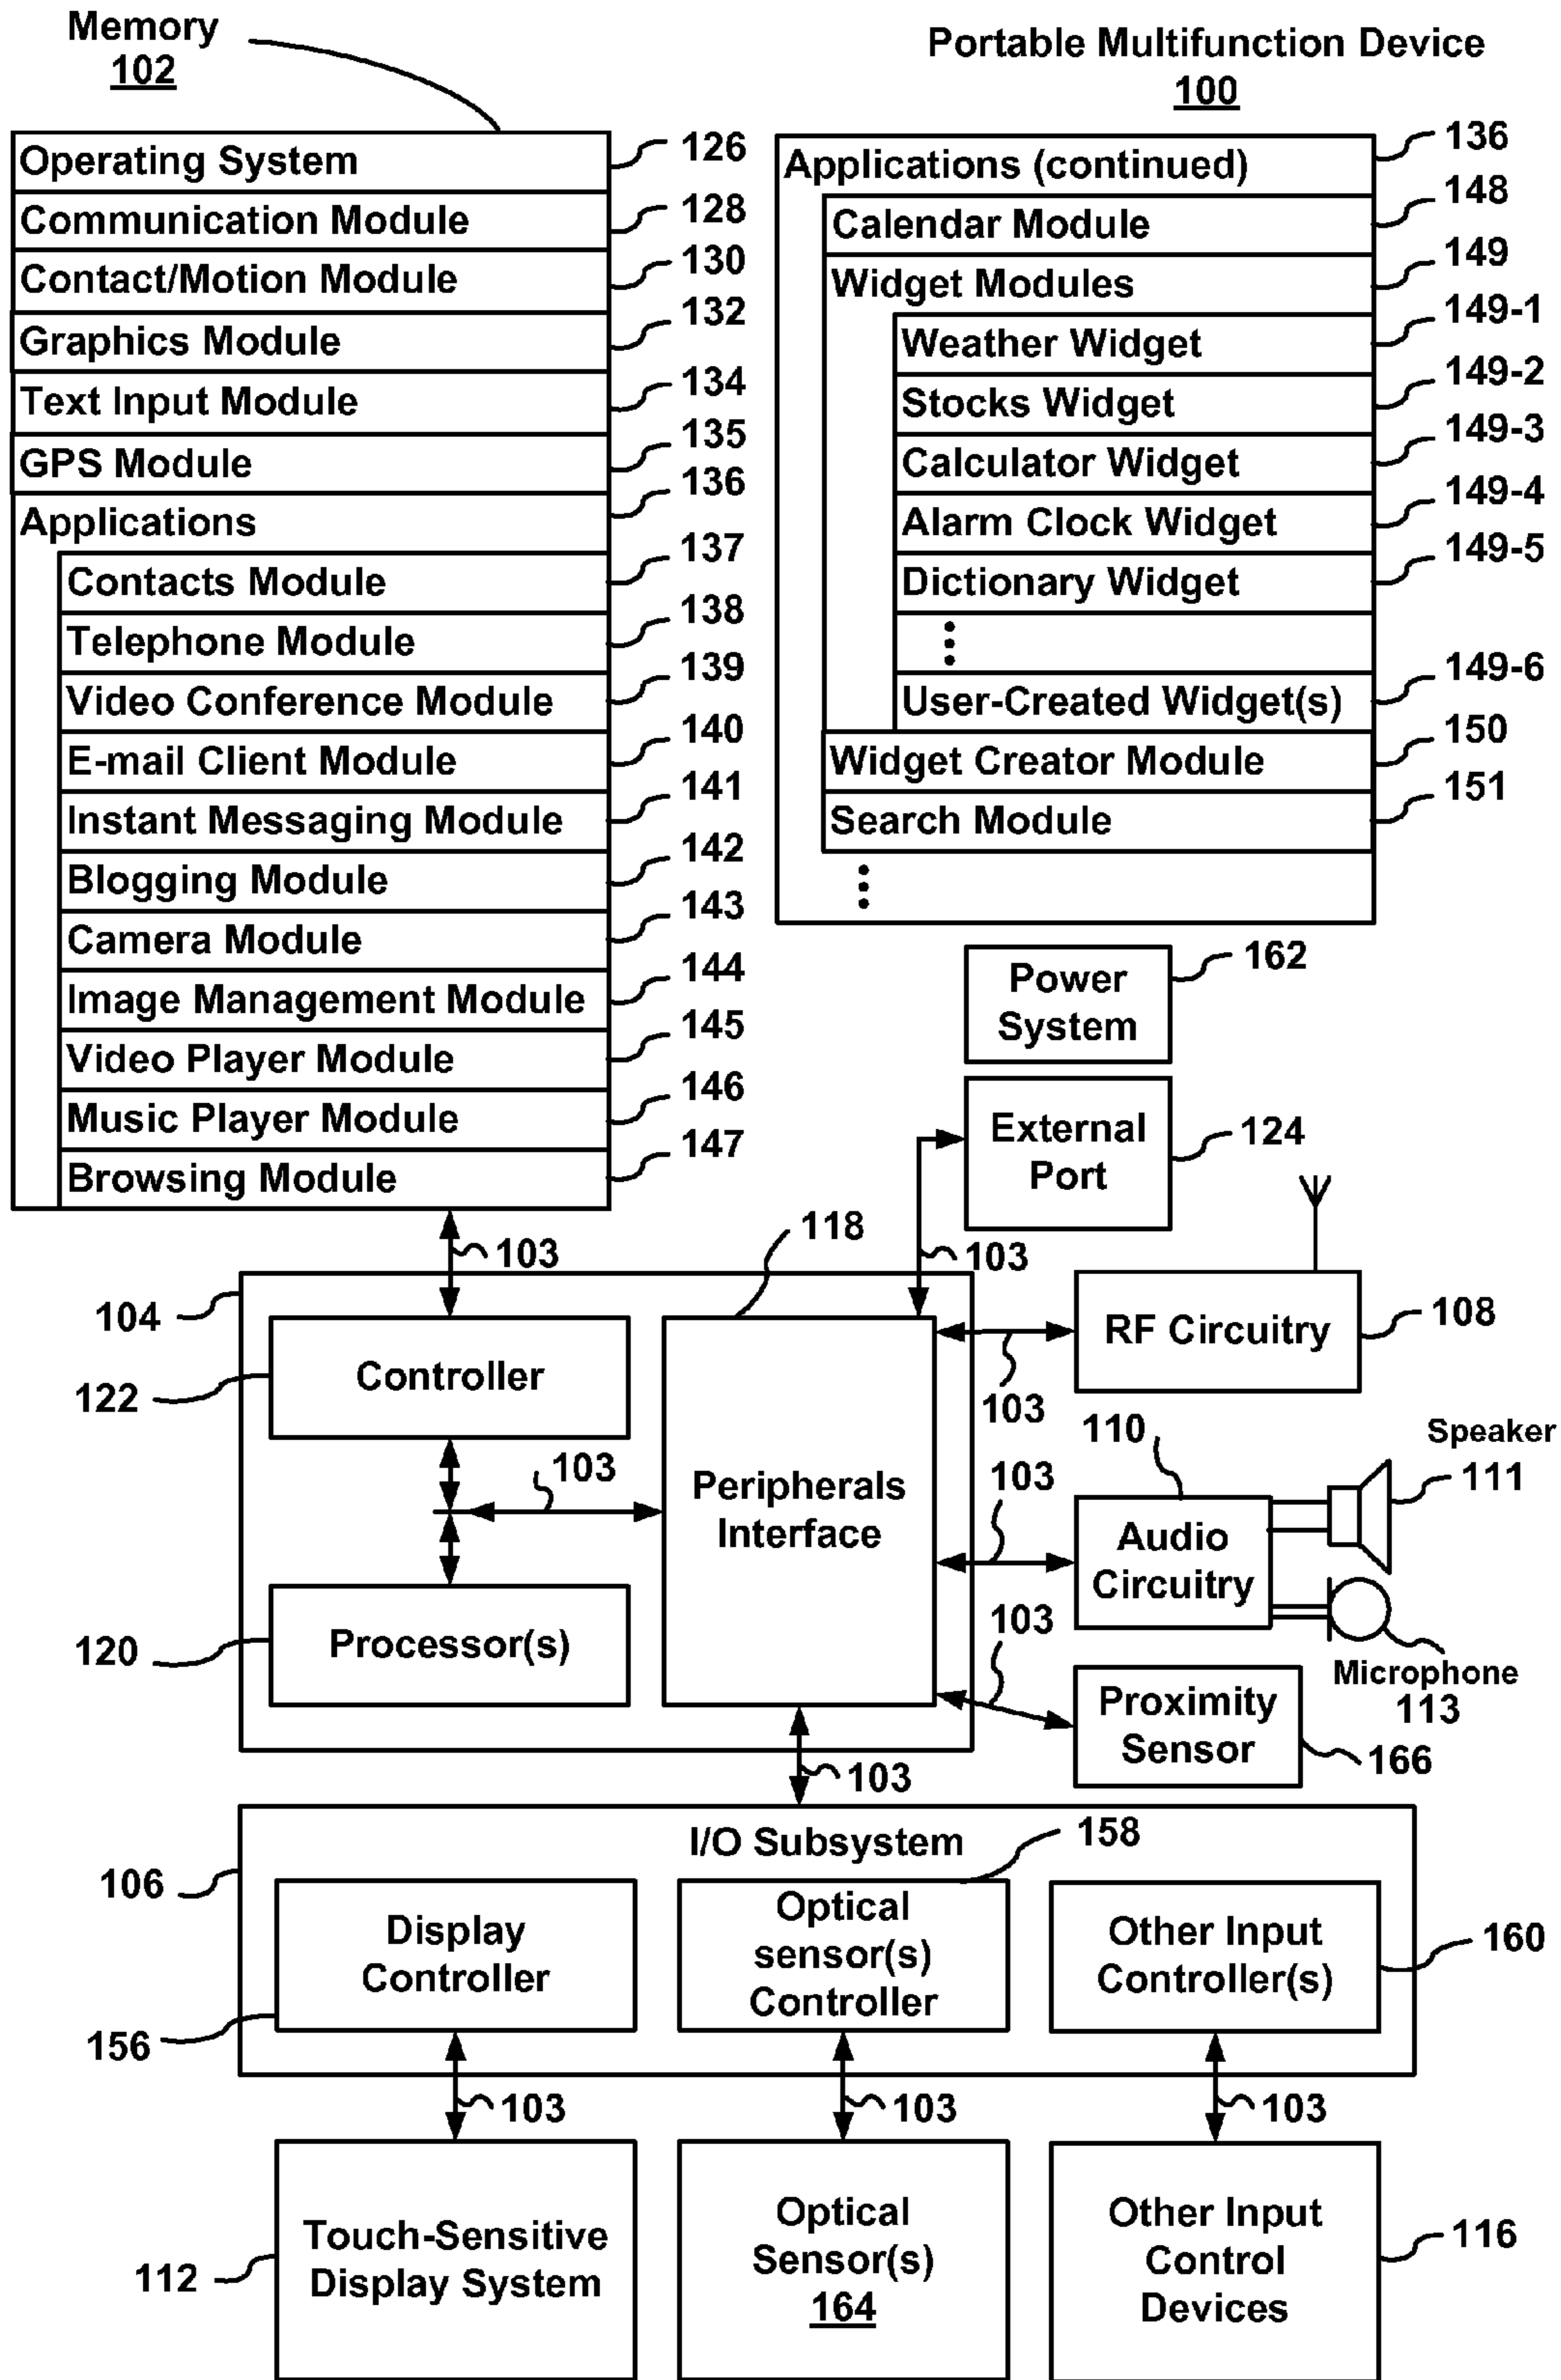 Memory
102
Portable Multifunction Device
100
Operating System
126
Communication Module
128
Contact/Motion Module
130
Graphics Module
132
Text Input Module
134
GPS Module
135
Applications
136
Contacts Module
137
Telephone Module
138
Video Conference Module
139
E-mail Client Module
140
Instant Messaging Module
141
Blogging Module
142
Camera Module
143
Image Management Module
144
Video Player Module
145
Music Player Module
146
Browsing Module
147
Applications (continued)
136
Calendar Module
148
Widget Modules
149
Weather Widget
149-1
Stocks Widget
149-2
Calculator Widget
149-3
Alarm Clock Widget
149-4
Dictionary Widget
149-5
User-Created Widget(s)
149-6
Widget Creator Module
150
Search Module
151
Power
System
162
External
Port
124
103
118
103
104
Controller
122
103
Processor(s)
120
Peripherals
Interface
RF Circuitry
108
103
110
Speaker
111
103
Audio
Circuitry
Microphone
113
103
Proximity
Sensor
166
103
I/O Subsystem
158
106
Display
Controller
156
Optical
sensor(s)
Controller
Other Input
Controller(s)
160
103
103
103
Touch-Sensitive
Display System
112
Optical
Sensor(s)
164
Other Input
Control
Devices
116